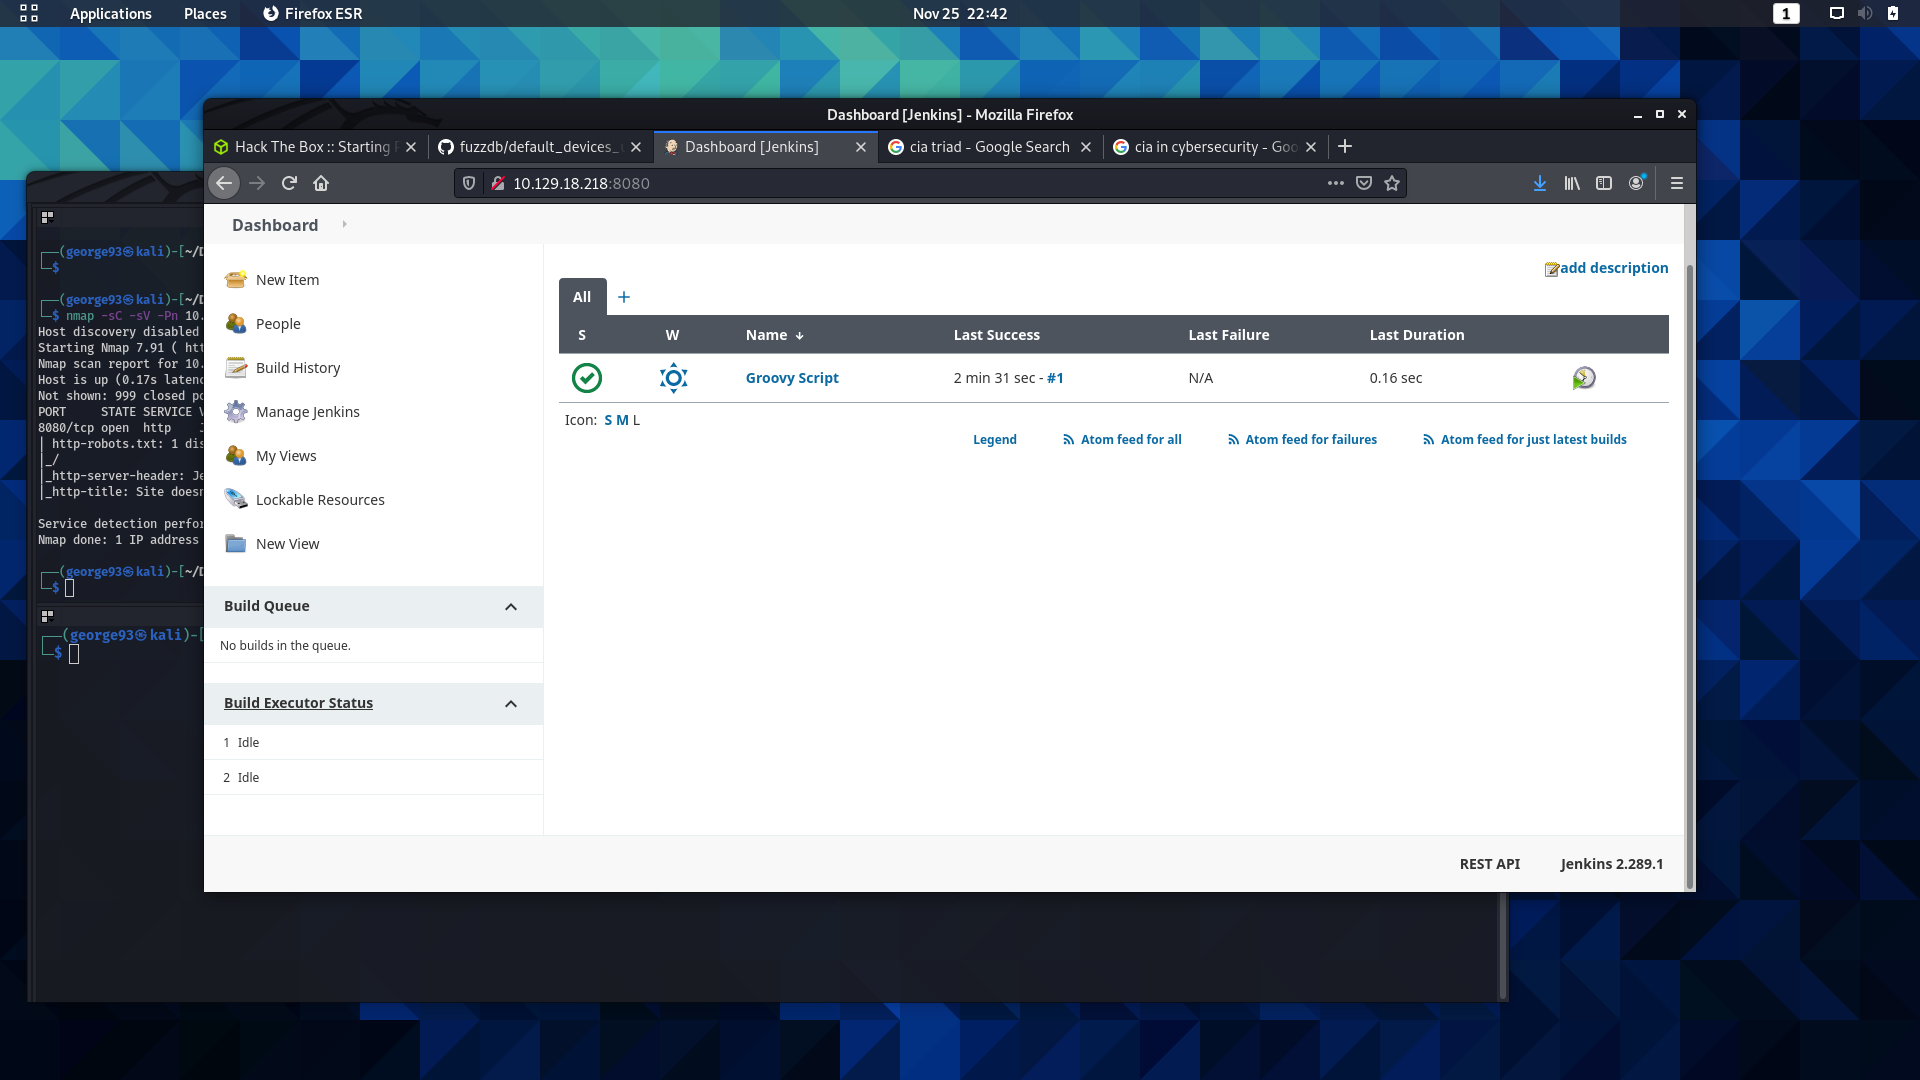 Applications Places Firefox ESR Nov 25 22:42 1
Dashboard [Jenkins] - Mozilla Firefox
Hack The Box :: Starting fuzzdb/default_devices_ Dashboard [Jenkins] cia triad - Google Search cia in cybersecurity - Goo
10.129.18.218:8080
Dashboard
New Item
People
Build History
Manage Jenkins
My Views
Lockable Resources
New View
Build Queue
No builds in the queue.
Build Executor Status
1 Idle
2 Idle
add description
All +
S W Name ↓ Last Success Last Failure Last Duration
Groovy Script 2 min 31 sec - #1 N/A 0.16 sec
Icon: S M L
Legend Atom feed for all Atom feed for failures Atom feed for just latest builds
REST API Jenkins 2.289.1
(george93㉿kali)-[~/D
$
(george93㉿kali)-[~/D
$ nmap -sC -sV -Pn 10.
Host discovery disabled
Starting Nmap 7.91 ( htt
Nmap scan report for 10.
Host is up (0.17s latenc
Not shown: 999 closed po
PORT STATE SERVICE V
8080/tcp open http J
| http-robots.txt: 1 dis
|_/
|_http-server-header: Je
|_http-title: Site doesn
Service detection perfor
Nmap done: 1 IP address
(george93㉿kali)-[~/D
$
(george93㉿kali)-[
$